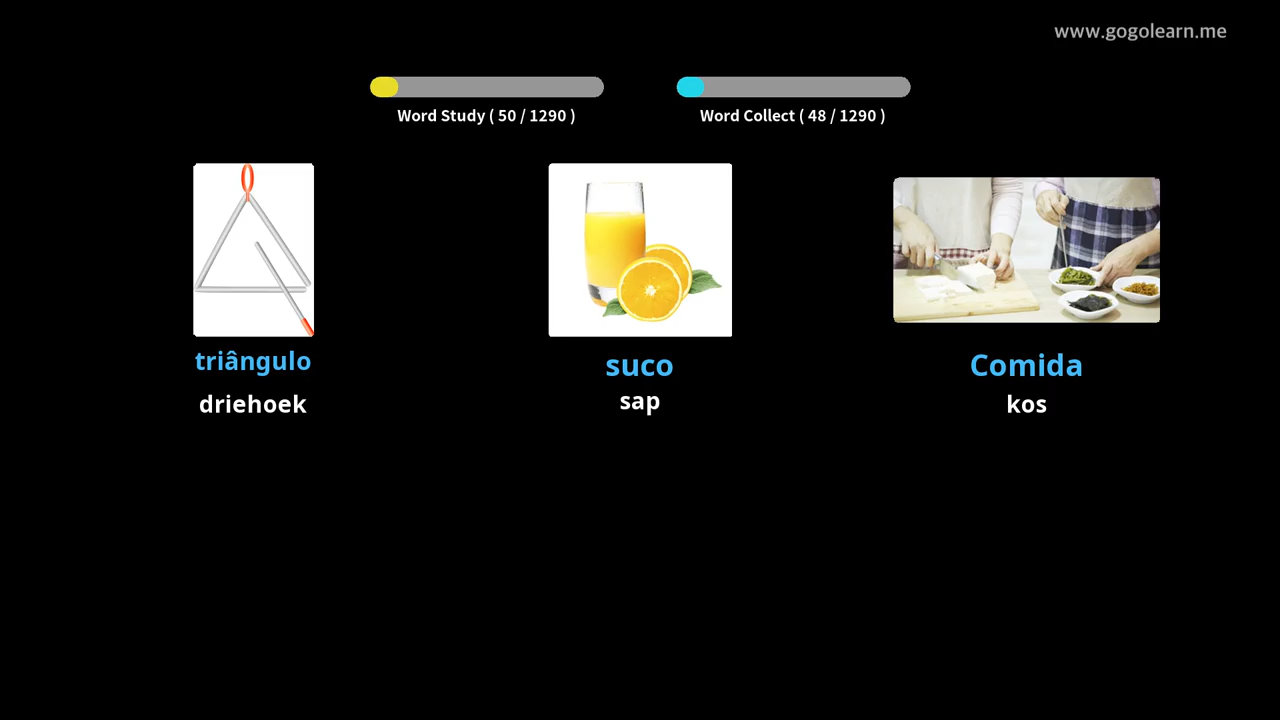 www.gogolearn.me
Word Study ( 50 / 1290 )
Word Collect ( 48 / 1290 )
triângulo
driehoek
suco
sap
Comida
kos